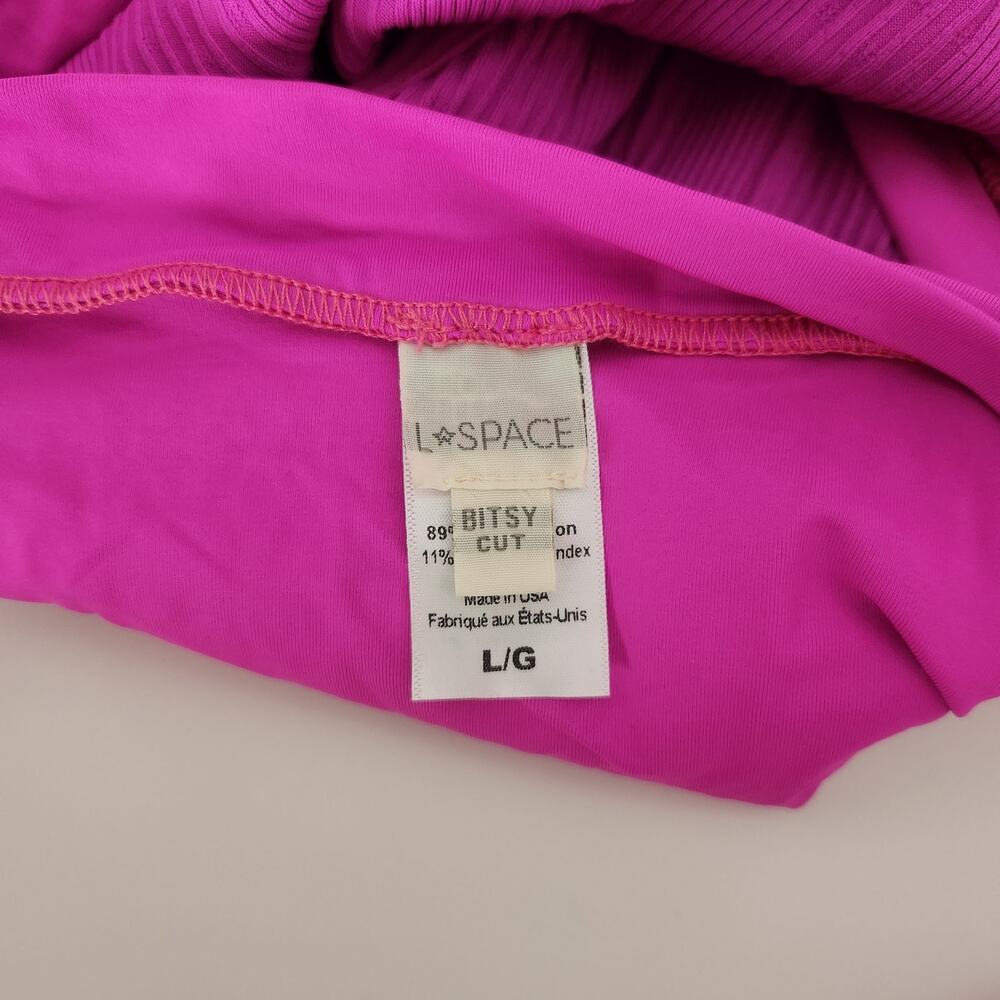 L☆SPACE
BITSY
CUT
89% on
11% ndex
Made in USA
Fabriqué aux États-Unis
L/G